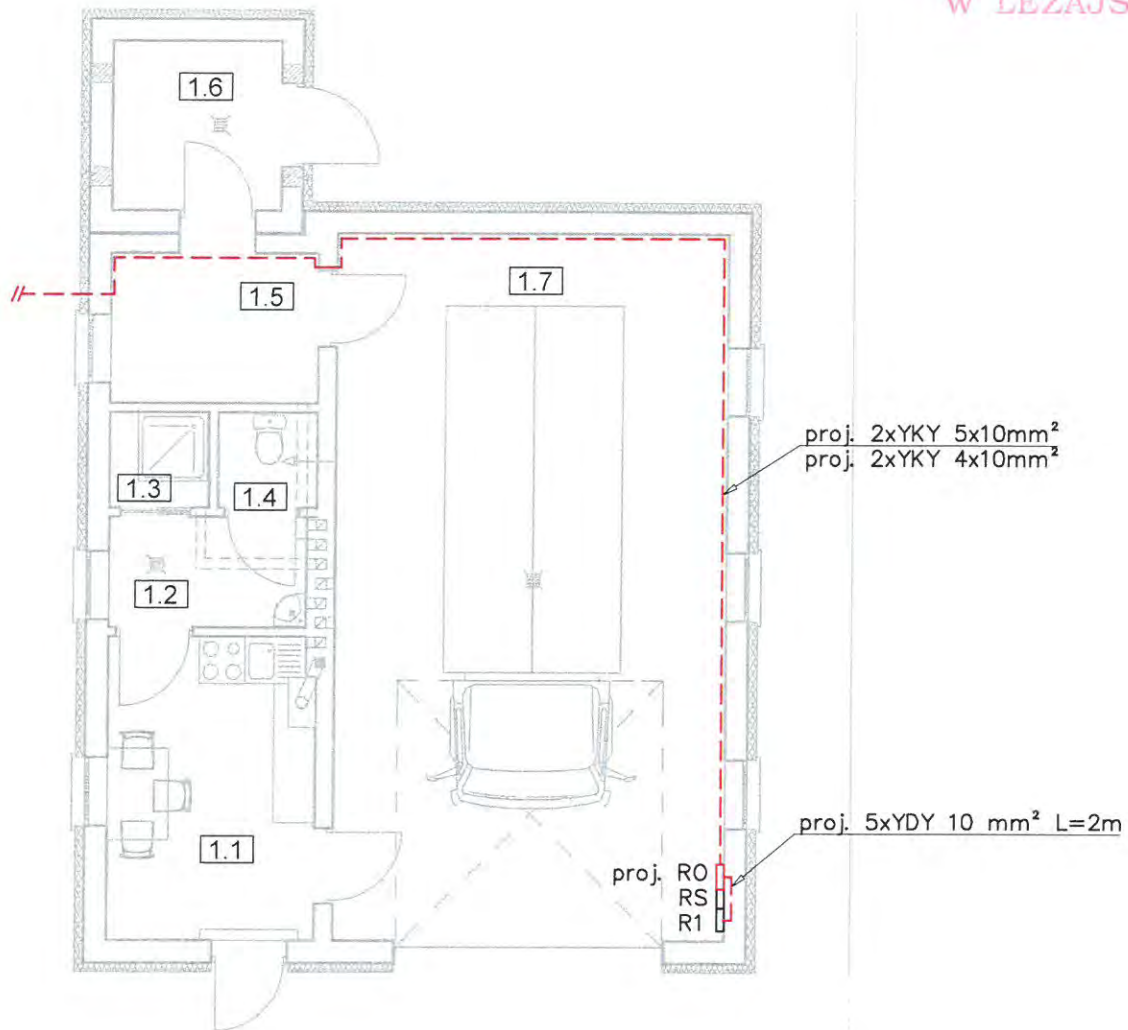 W LEŻAJS
1.6
1.5
1.7
proj. 2xYKY 5x10mm²
proj. 2xYKY 4x10mm²
1.3
1.4
1.2
proj. 5xYDY 10 mm² L=2m
1.1
proj. RO
RS
R1